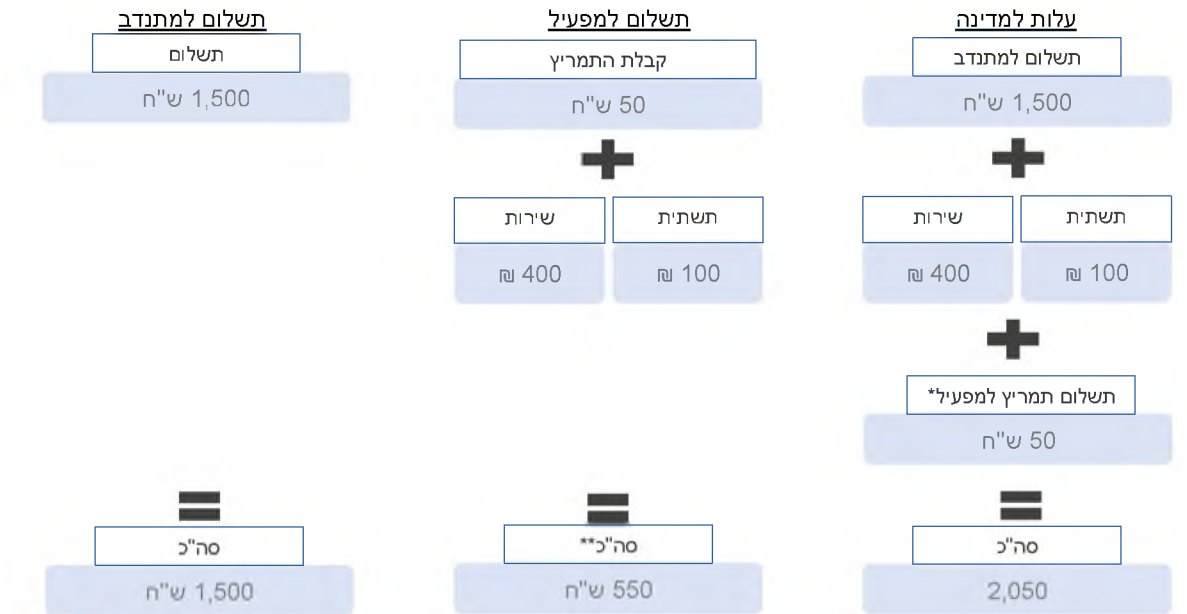 עלות למדינה
תשלום למתנדב
1,500 ש"ח
+
תשתית
שירות
100 ₪
400 ₪
+
תשלום תמריץ למפעיל*
50 ש"ח
=
סה"כ
2,050
תשלום למפעיל
קבלת התמריץ
50 ש"ח
+
תשתית
שירות
100 ₪
400 ₪
=
סה"כ**
550 ש"ח
תשלום למתנדב
תשלום
1,500 ש"ח
=
סה"כ
1,500 ש"ח